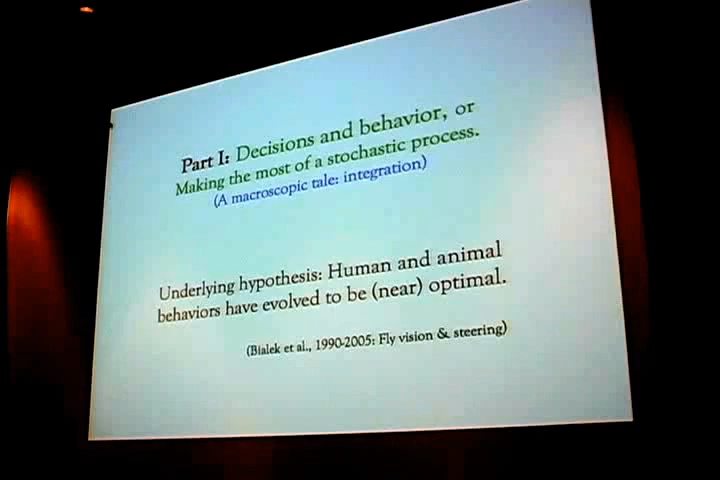 Part I: Decisions and behavior, or
Making the most of a stochastic process.
(A macroscopic tale: integration)
Underlying hypothesis: Human and animal
behaviors have evolved to be (near) optimal.
(Bialek et al., 1990-2005: Fly vision & steering)